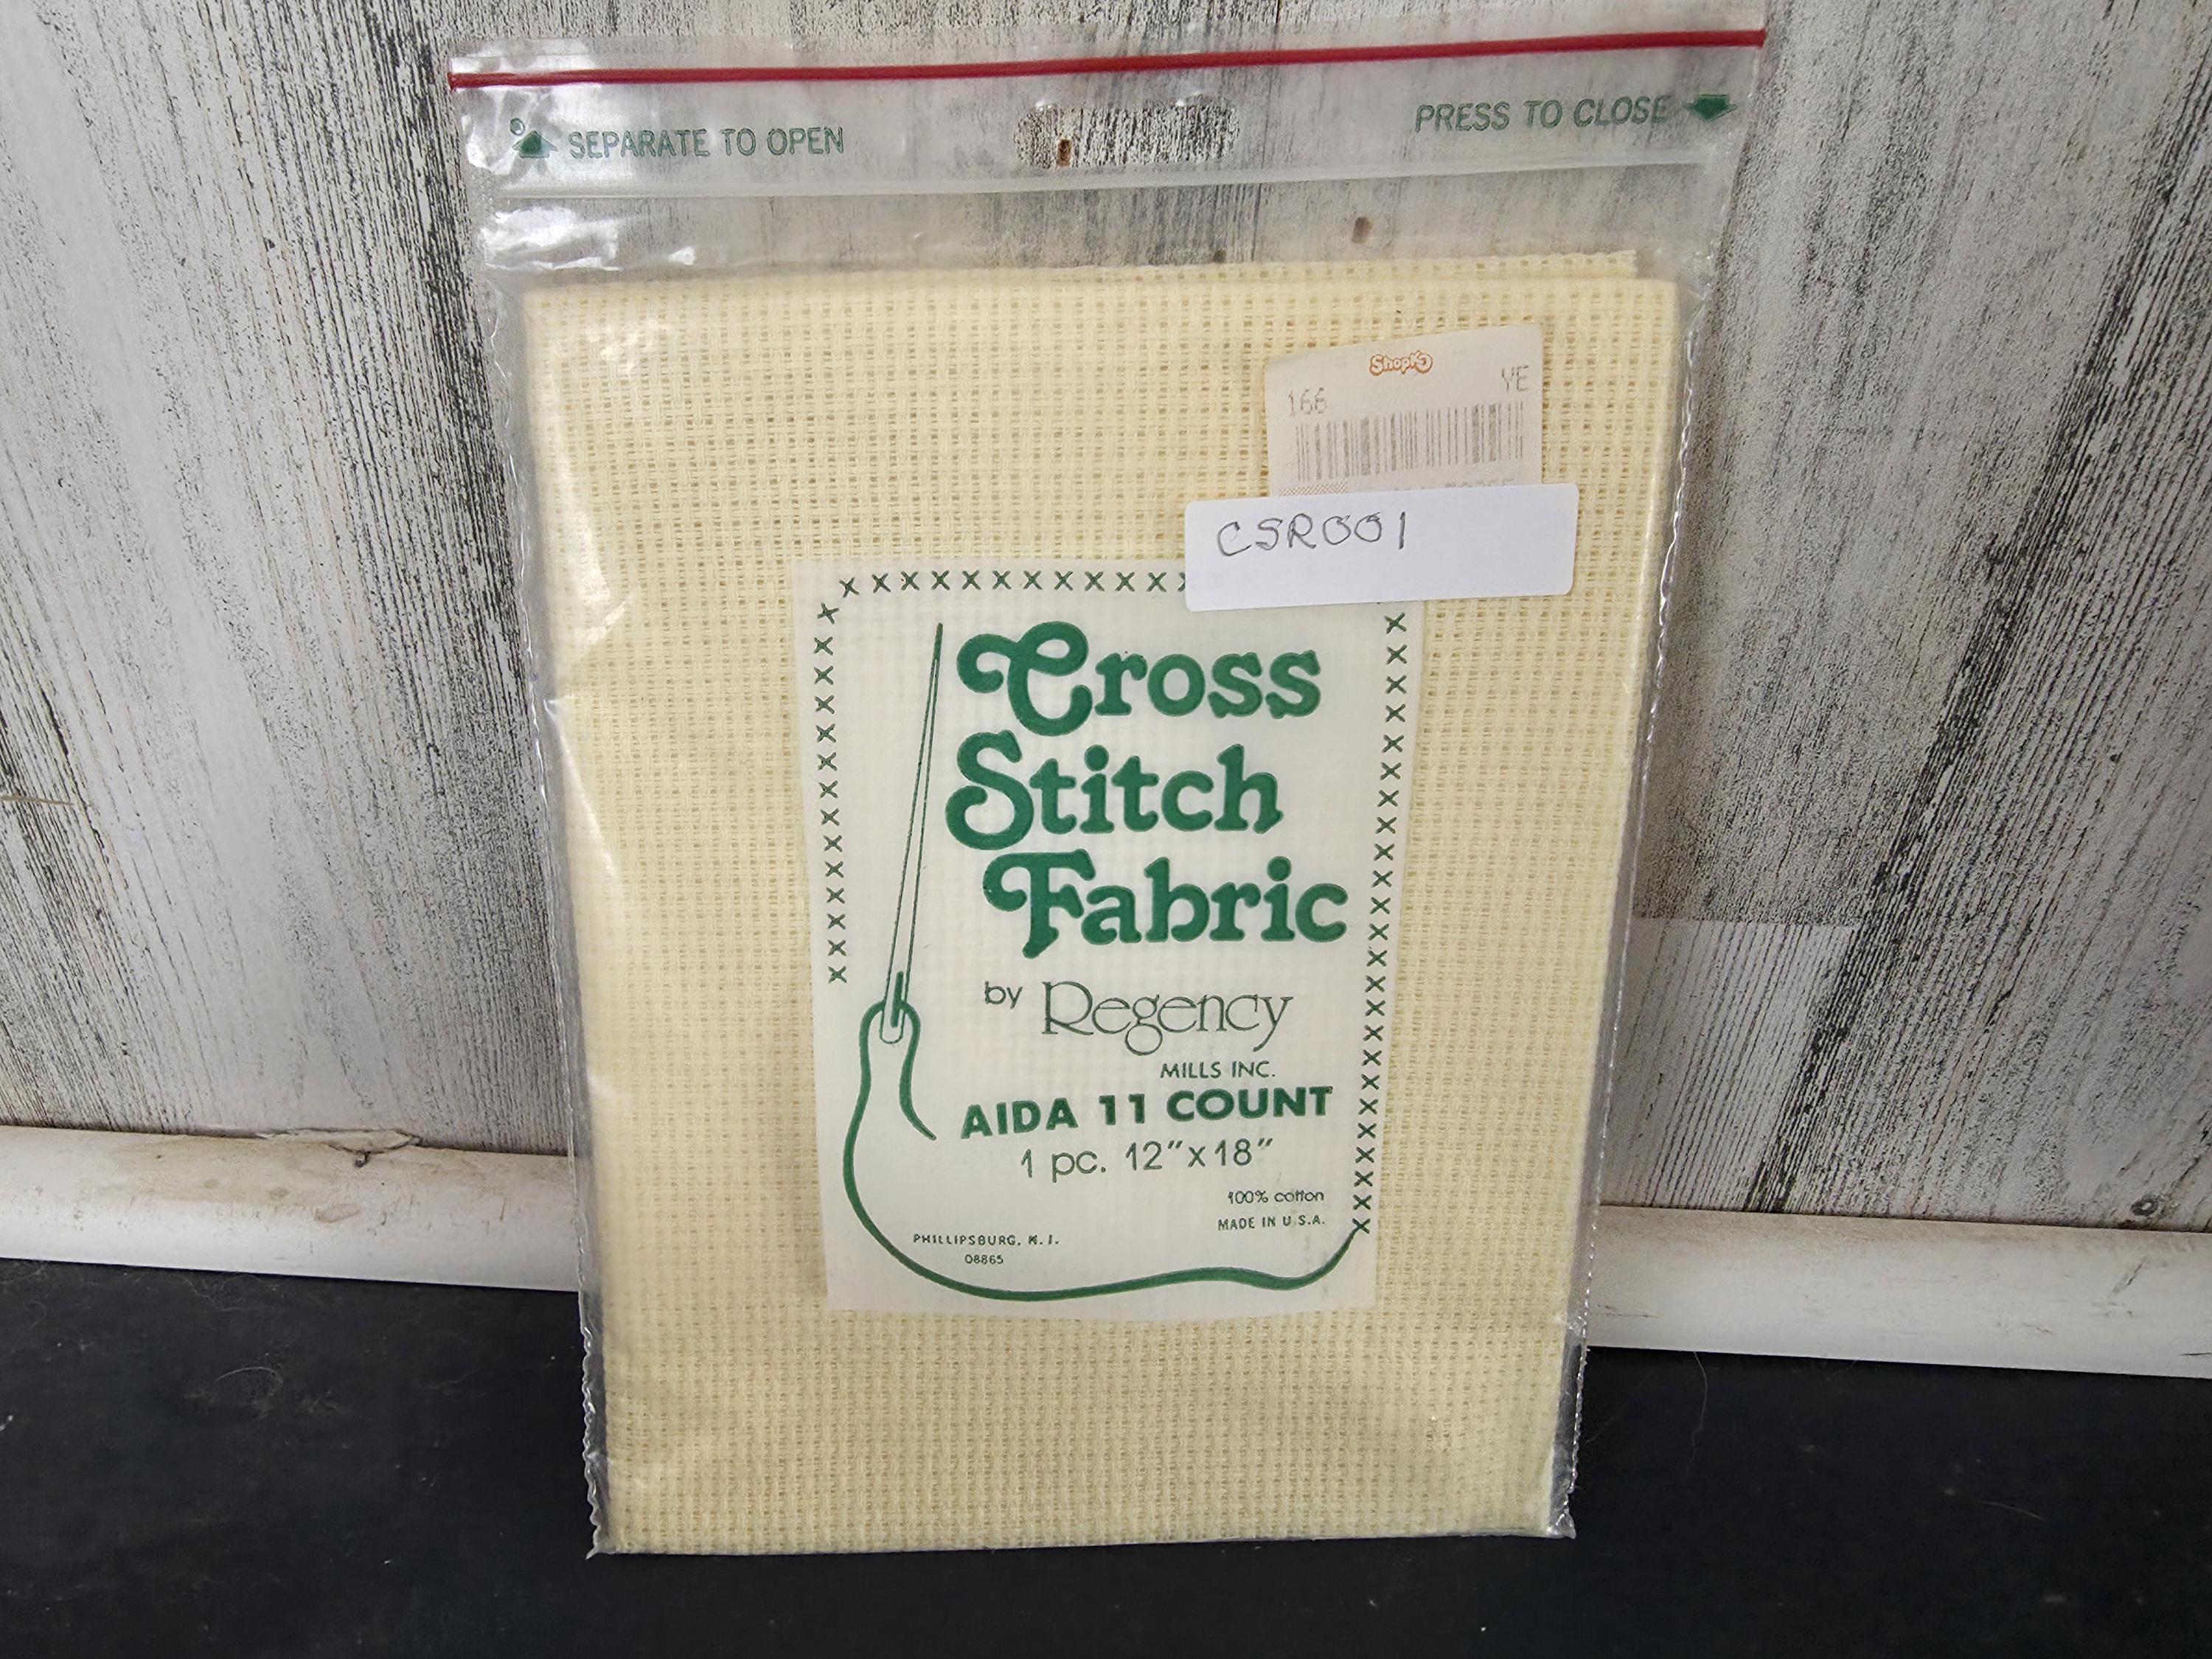 SEPARATE TO OPEN
PRESS TO CLOSE
ShopKO
166
YE
CSR001
Cross
Stitch
Fabric
by Regency
MILLS INC.
AIDA 11 COUNT
1 pc. 12"x18"
100% cotton
MADE IN U.S.A.
PHILLIPSBURG, N.J.
08865